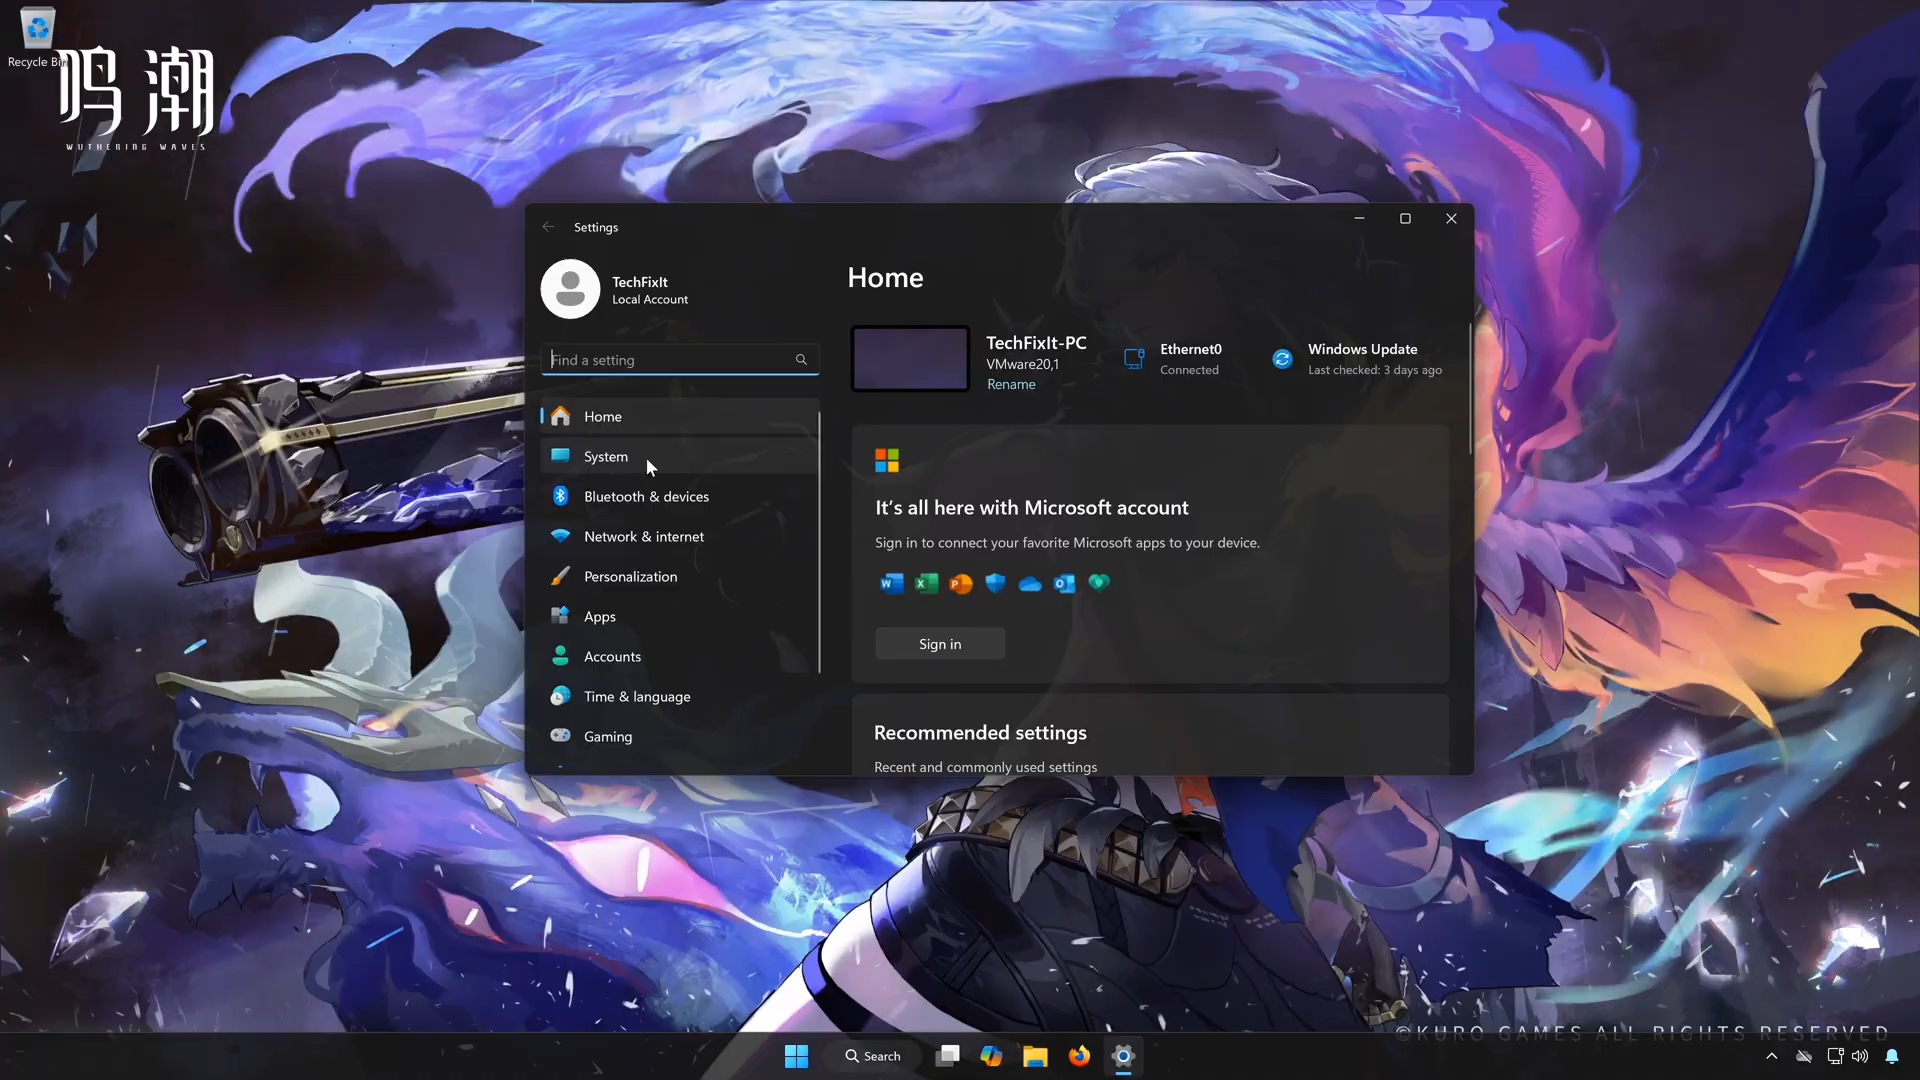 Recycle Bin
鸣潮
WUTHERING WAVES
Settings
TechFixIt
Local Account
Find a setting
Home
System
Bluetooth & devices
Network & internet
Personalization
Apps
Accounts
Time & language
Gaming
Home
TechFixIt-PC
VMware20,1
Rename
Ethernet0
Connected
Windows Update
Last checked: 3 days ago
It's all here with Microsoft account
Sign in to connect your favorite Microsoft apps to your device.
Sign in
Recommended settings
Recent and commonly used settings
©KURO GAMES ALL RIGHTS RESERVED
Search